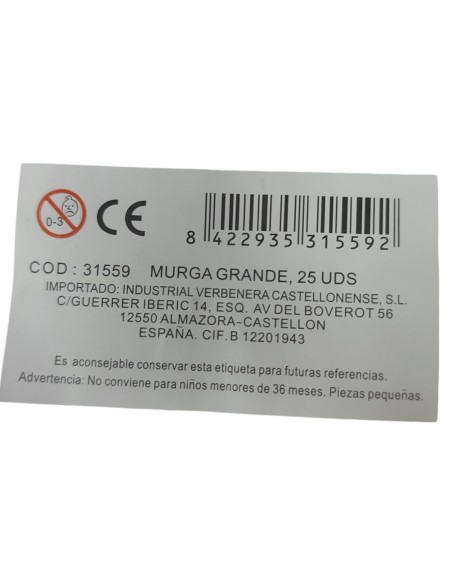 0-3 CE
8 422935 315592
COD : 31559 MURGA GRANDE, 25 UDS
IMPORTADO: INDUSTRIAL VERBENERA CASTELLONENSE, S.L.
C/GUERRER IBERIC 14, ESQ. AV DEL BOVEROT 56
12550 ALMAZORA-CASTELLON
ESPAÑA. CIF. B 12201943
Es aconsejable conservar esta etiqueta para futuras referencias.
Advertencia: No conviene para niños menores de 36 meses. Piezas pequeñas.